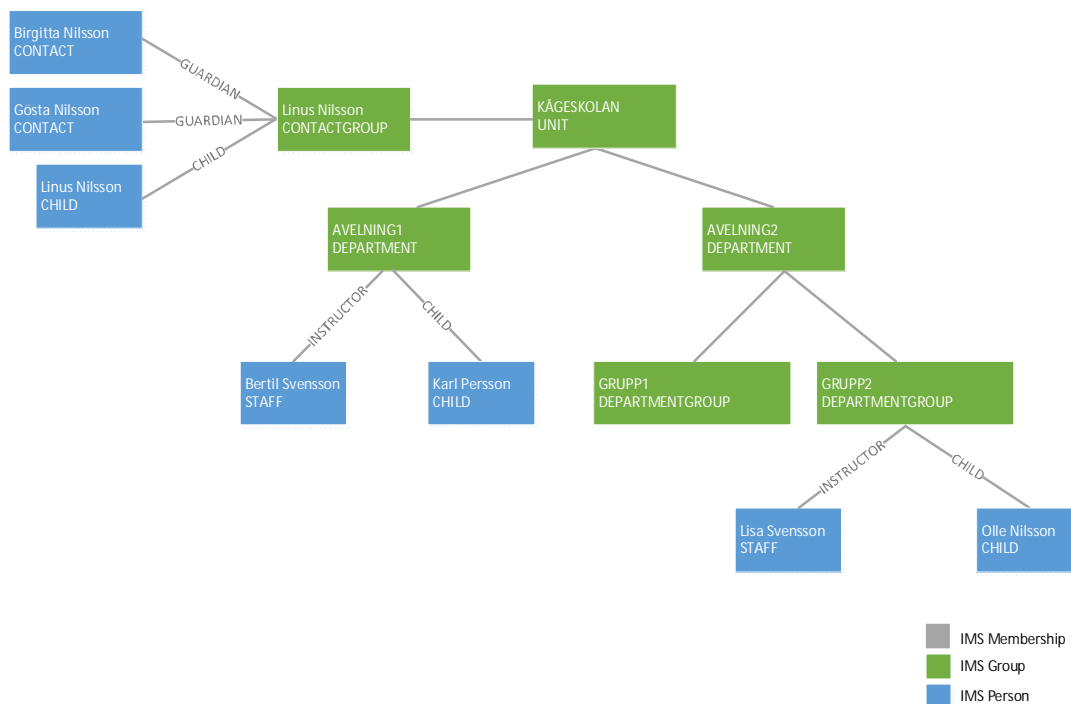 Birgitta Nilsson
CONTACT
GUARDIAN
Gösta Nilsson
CONTACT
GUARDIAN
Linus Nilsson
CONTACTGROUP
KÅGESKOLAN
UNIT
CHILD
Linus Nilsson
CHILD
AVELNING1
DEPARTMENT
AVELNING2
DEPARTMENT
INSTRUCTOR
CHILD
Bertil Svensson
STAFF
Karl Persson
CHILD
GRUPP1
DEPARTMENTGROUP
GRUPP2
DEPARTMENTGROUP
INSTRUCTOR
CHILD
Lisa Svensson
STAFF
Olle Nilsson
CHILD
IMS Membership
IMS Group
IMS Person